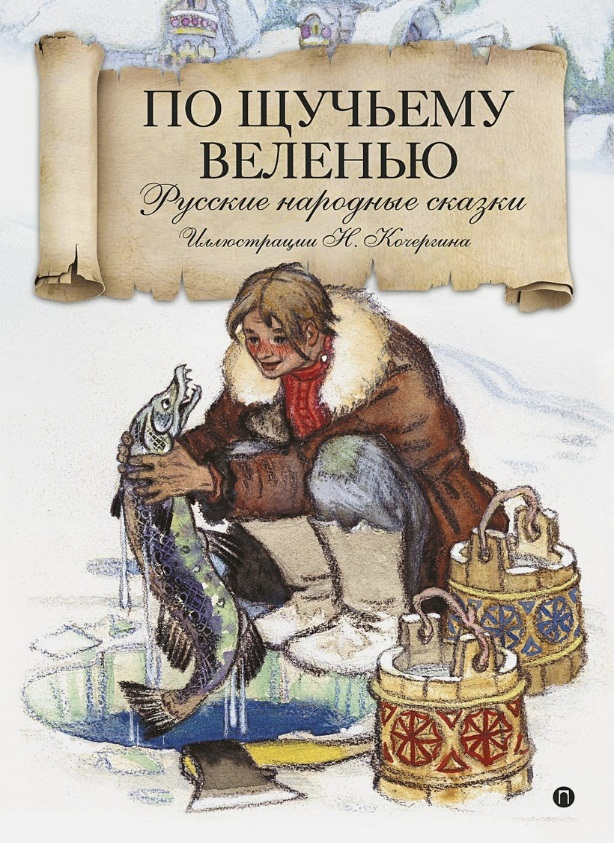 ПО ЩУЧЬЕМУ
ВЕЛЕНЬЮ
Русские народные сказки
Иллюстрации Н. Кочергина
П